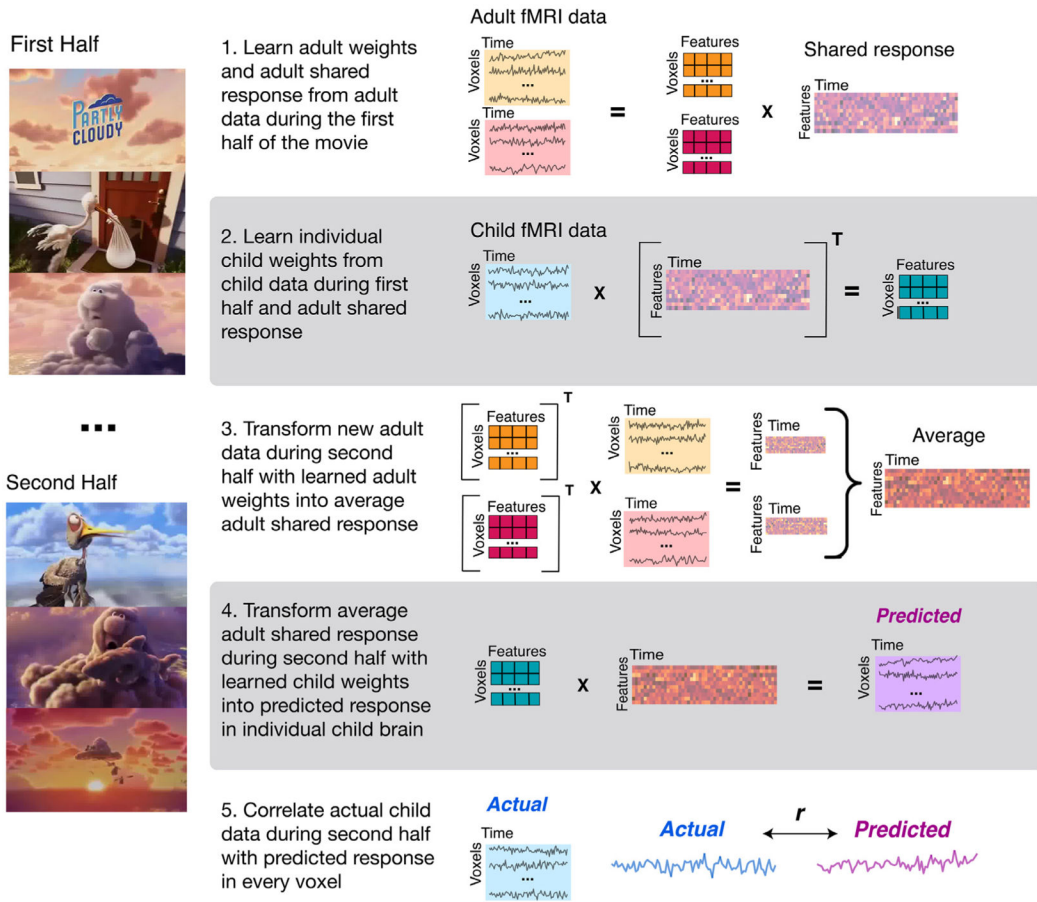 First Half
PARTLY
CLOUDY
...
Second Half
1. Learn adult weights
and adult shared
response from adult
data during the first
half of the movie
Adult fMRI data
Time
Voxels
...
Time
Voxels
...
=
Features
Voxels
...
Features
Voxels
...
x
Shared response
Time
Features
2. Learn individual
child weights from
child data during first
half and adult shared
response
Child fMRI data
Time
Voxels
...
x
Time
Features
T
=
Features
Voxels
...
3. Transform new adult
data during second
half with learned adult
weights into average
adult shared response
Features
Voxels
...
T
Features
Voxels
...
T
x
Time
Voxels
...
Time
Voxels
...
=
Time
Features
Time
Features
Average
Time
Features
4. Transform average
adult shared response
during second half with
learned child weights
into predicted response
in individual child brain
Features
Voxels
...
x
Time
Features
=
Predicted
Time
Voxels
...
5. Correlate actual child
data during second half
with predicted response
in every voxel
Actual
Time
Voxels
...
Actual
r
Predicted